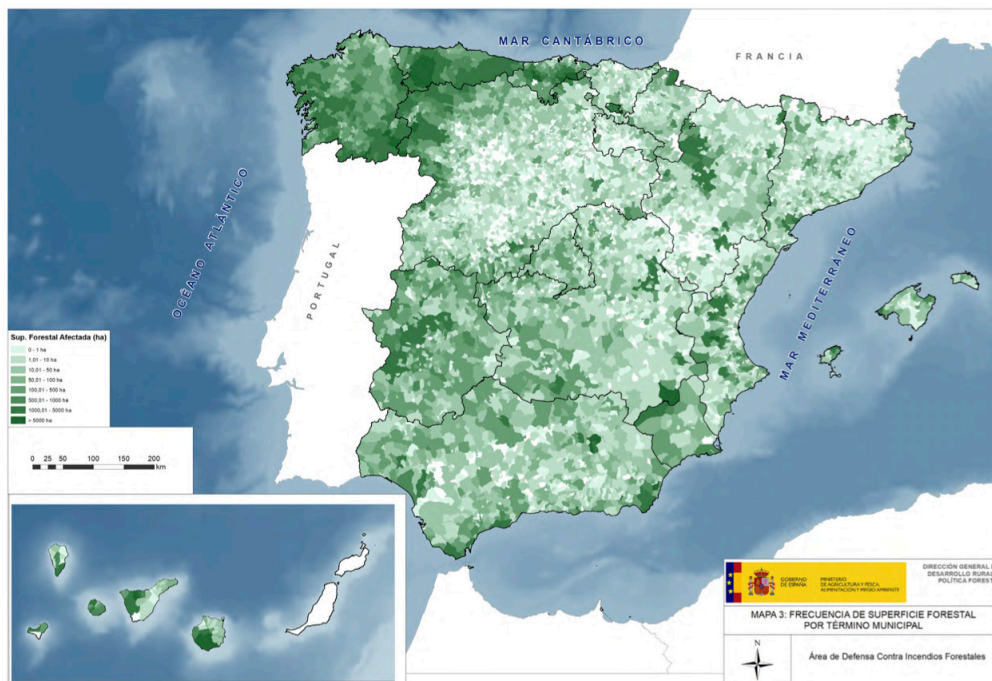 MAR CANTÁBRICO
FRANCIA
OCÉANO ATLÁNTICO
PORTUGAL
MAR MEDITERRÁNEO
Sup. Forestal Afectada (ha)
0 - 1 ha
1,01 - 10 ha
10,01 - 50 ha
50,01 - 100 ha
100,01 - 500 ha
500,01 - 1000 ha
1000,01 - 5000 ha
> 5000 ha
0 25 50 100 150 200
km
GOBIERNO
DE ESPAÑA
MINISTERIO
DE AGRICULTURA Y PESCA,
ALIMENTACIÓN Y MEDIO AMBIENTE
DIRECCIÓN GENERAL
DESARROLLO RURAL
POLÍTICA FOREST
MAPA 3: FRECUENCIA DE SUPERFICIE FORESTAL
POR TÉRMINO MUNICIPAL
N
Área de Defensa Contra Incendios Forestales